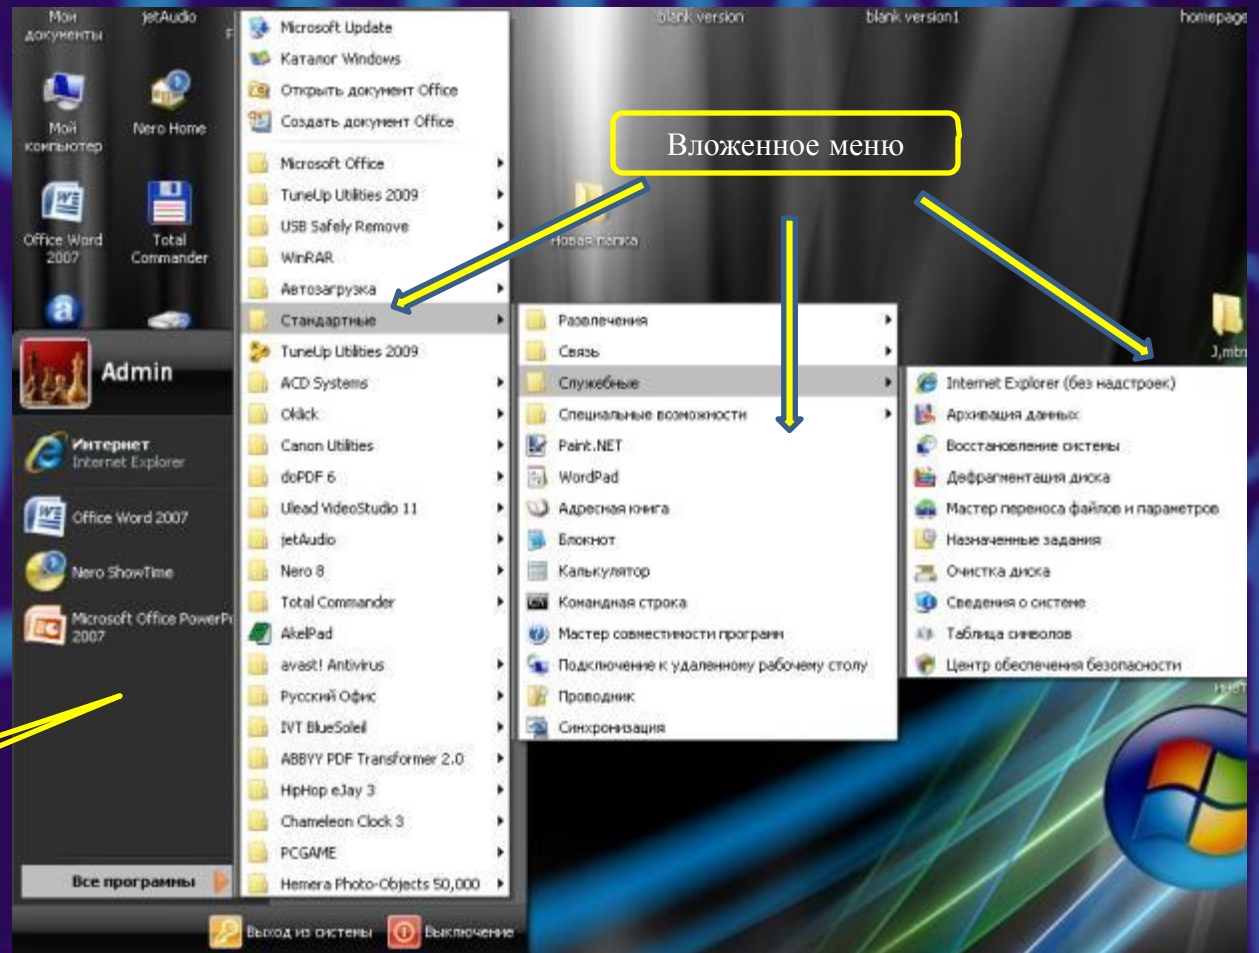 Мои
документы
jetAudio
blank version
blank version1
homepage
Мой
компьютер
Nero Home
Office Word
2007
Total
Commander
Новая папка
J,mtn
Вложенное меню
Microsoft Update
Каталог Windows
Открыть документ Office
Создать документ Office
Microsoft Office
TuneUp Utilities 2009
USB Safely Remove
WinRAR
Автозагрузка
Стандартные
TuneUp Utilities 2009
ACD Systems
Oklick
Canon Utilities
doPDF 6
Ulead VideoStudio 11
jetAudio
Nero 8
Total Commander
AkelPad
avast! Antivirus
Русский Офис
IVT BlueSoleil
ABBYY PDF Transformer 2.0
HipHop eJay 3
Chameleon Clock 3
PCGAME
Hemera Photo-Objects 50,000
Развлечения
Связь
Служебные
Специальные возможности
Paint.NET
WordPad
Адресная книга
Блокнот
Калькулятор
Командная строка
Мастер совместимости программ
Подключение к удаленному рабочему столу
Проводник
Синхронизация
Internet Explorer (без надстроек)
Архивация данных
Восстановление системы
Дефрагментация диска
Мастер переноса файлов и параметров
Назначенные задания
Очистка диска
Сведения о системе
Таблица символов
Центр обеспечения безопасности
Admin
Интернет
Internet Explorer
Office Word 2007
Nero ShowTime
Microsoft Office PowerPo
2007
Все программы
Выход из системы
Выключение